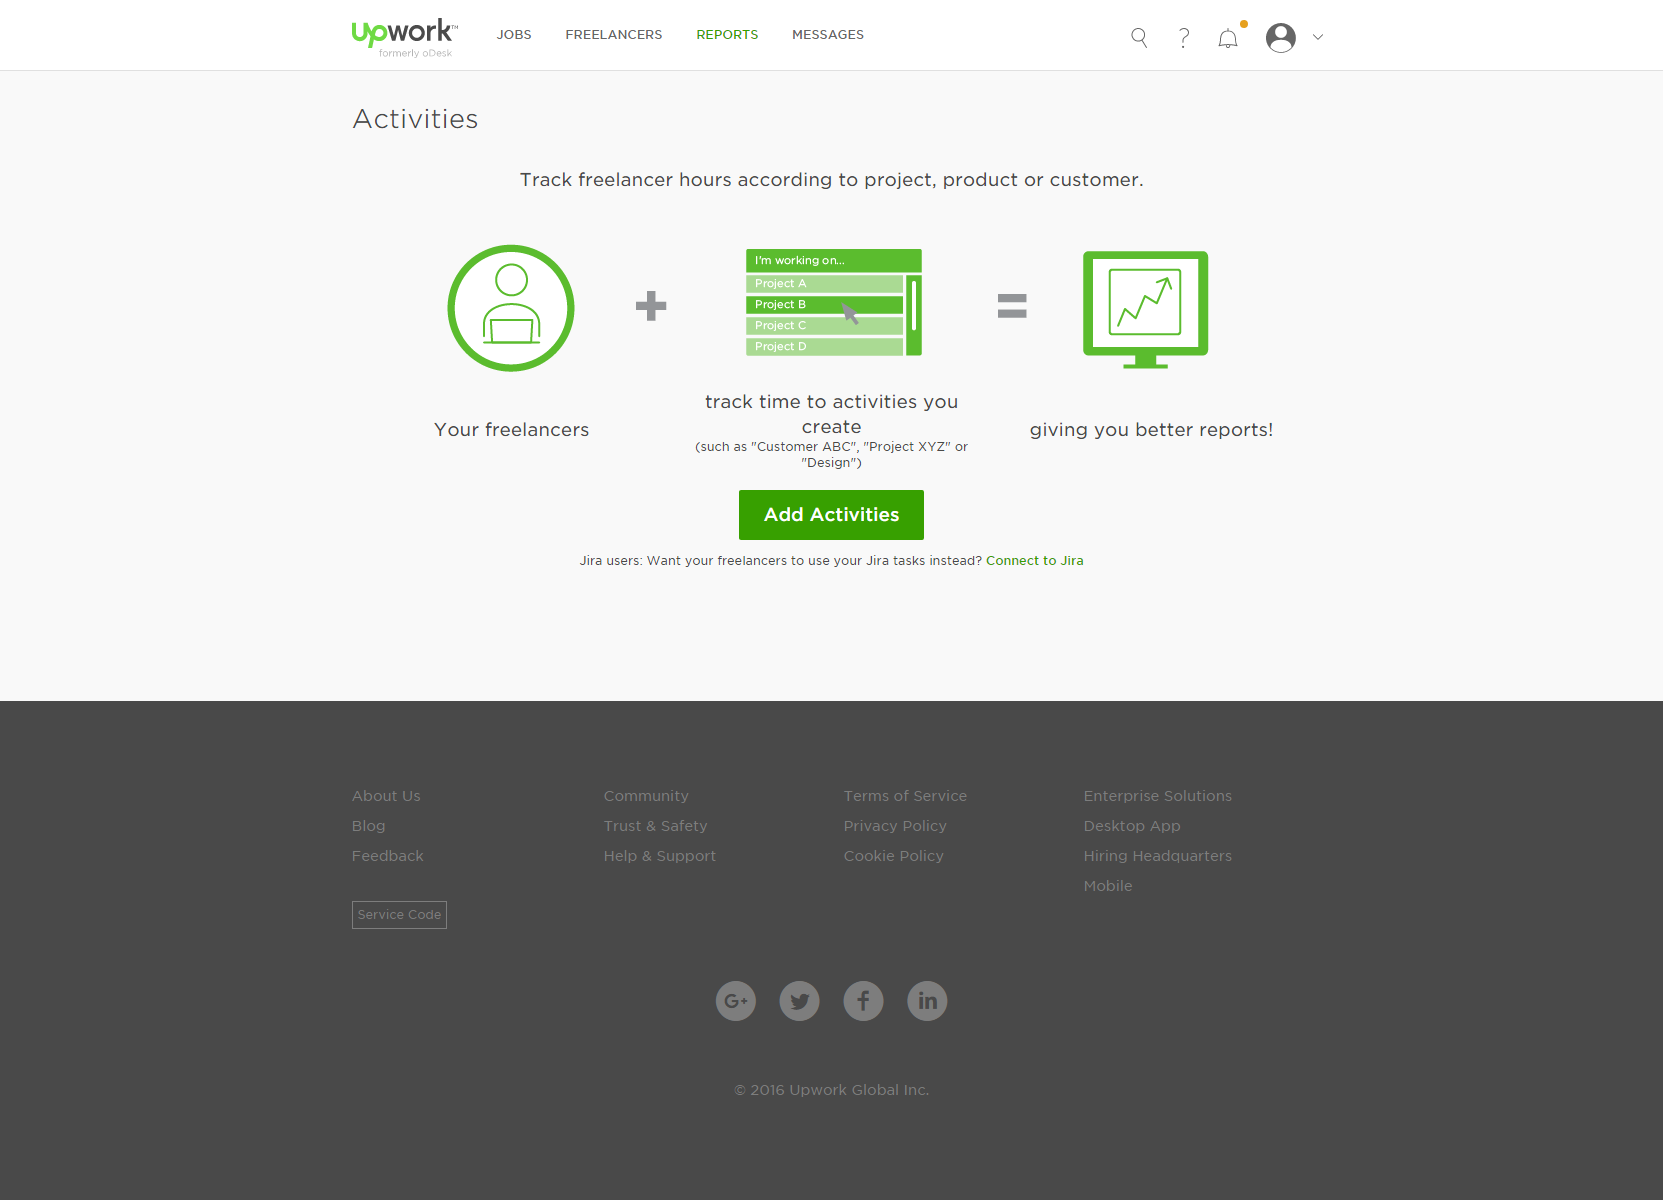 upwork™
formerly oDesk
JOBS
FREELANCERS
REPORTS
MESSAGES
Activities
Track freelancer hours according to project, product or customer.
I'm working on...
Project A
Project B
Project C
Project D
Your freelancers
track time to activities you
create
(such as "Customer ABC", "Project XYZ" or
"Design")
giving you better reports!
Add Activities
Jira users: Want your freelancers to use your Jira tasks instead? Connect to Jira
About Us
Blog
Feedback
Community
Trust & Safety
Help & Support
Terms of Service
Privacy Policy
Cookie Policy
Enterprise Solutions
Desktop App
Hiring Headquarters
Mobile
Service Code
G+
f
in
© 2016 Upwork Global Inc.